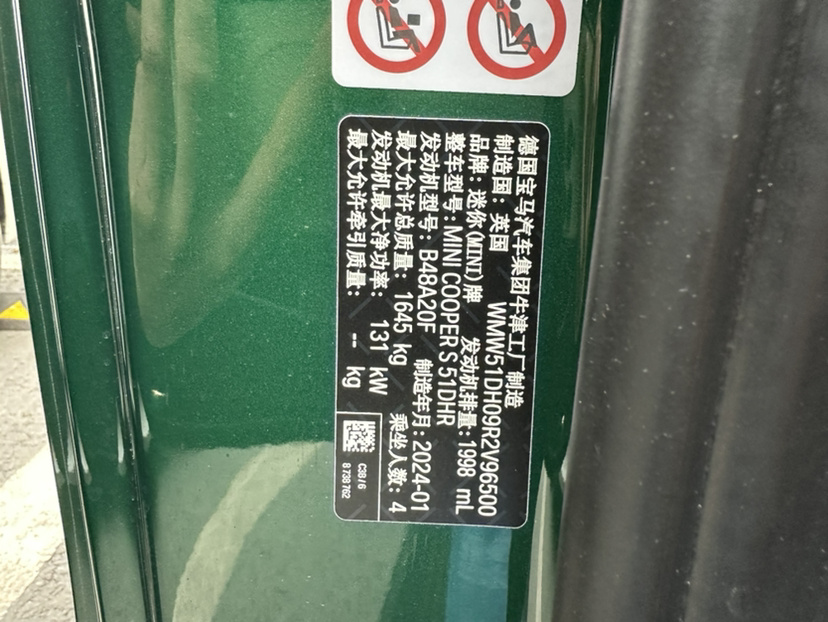 德国宝马汽车集团牛津工厂 制造
制造国：英国 WMW51DH09R2V96500
品牌：迷你(MINI)牌 发动机排量：1998 mL
整车型号：MINI COOPER S 51DHR
发动机型号：B48A20F 制造年月：2024-01
最大允许总质量：1645 kg 乘坐人数：4
发动机最大净功率：131 kW
最大允许牵引质量：-- kg
C38/6
8 738 762